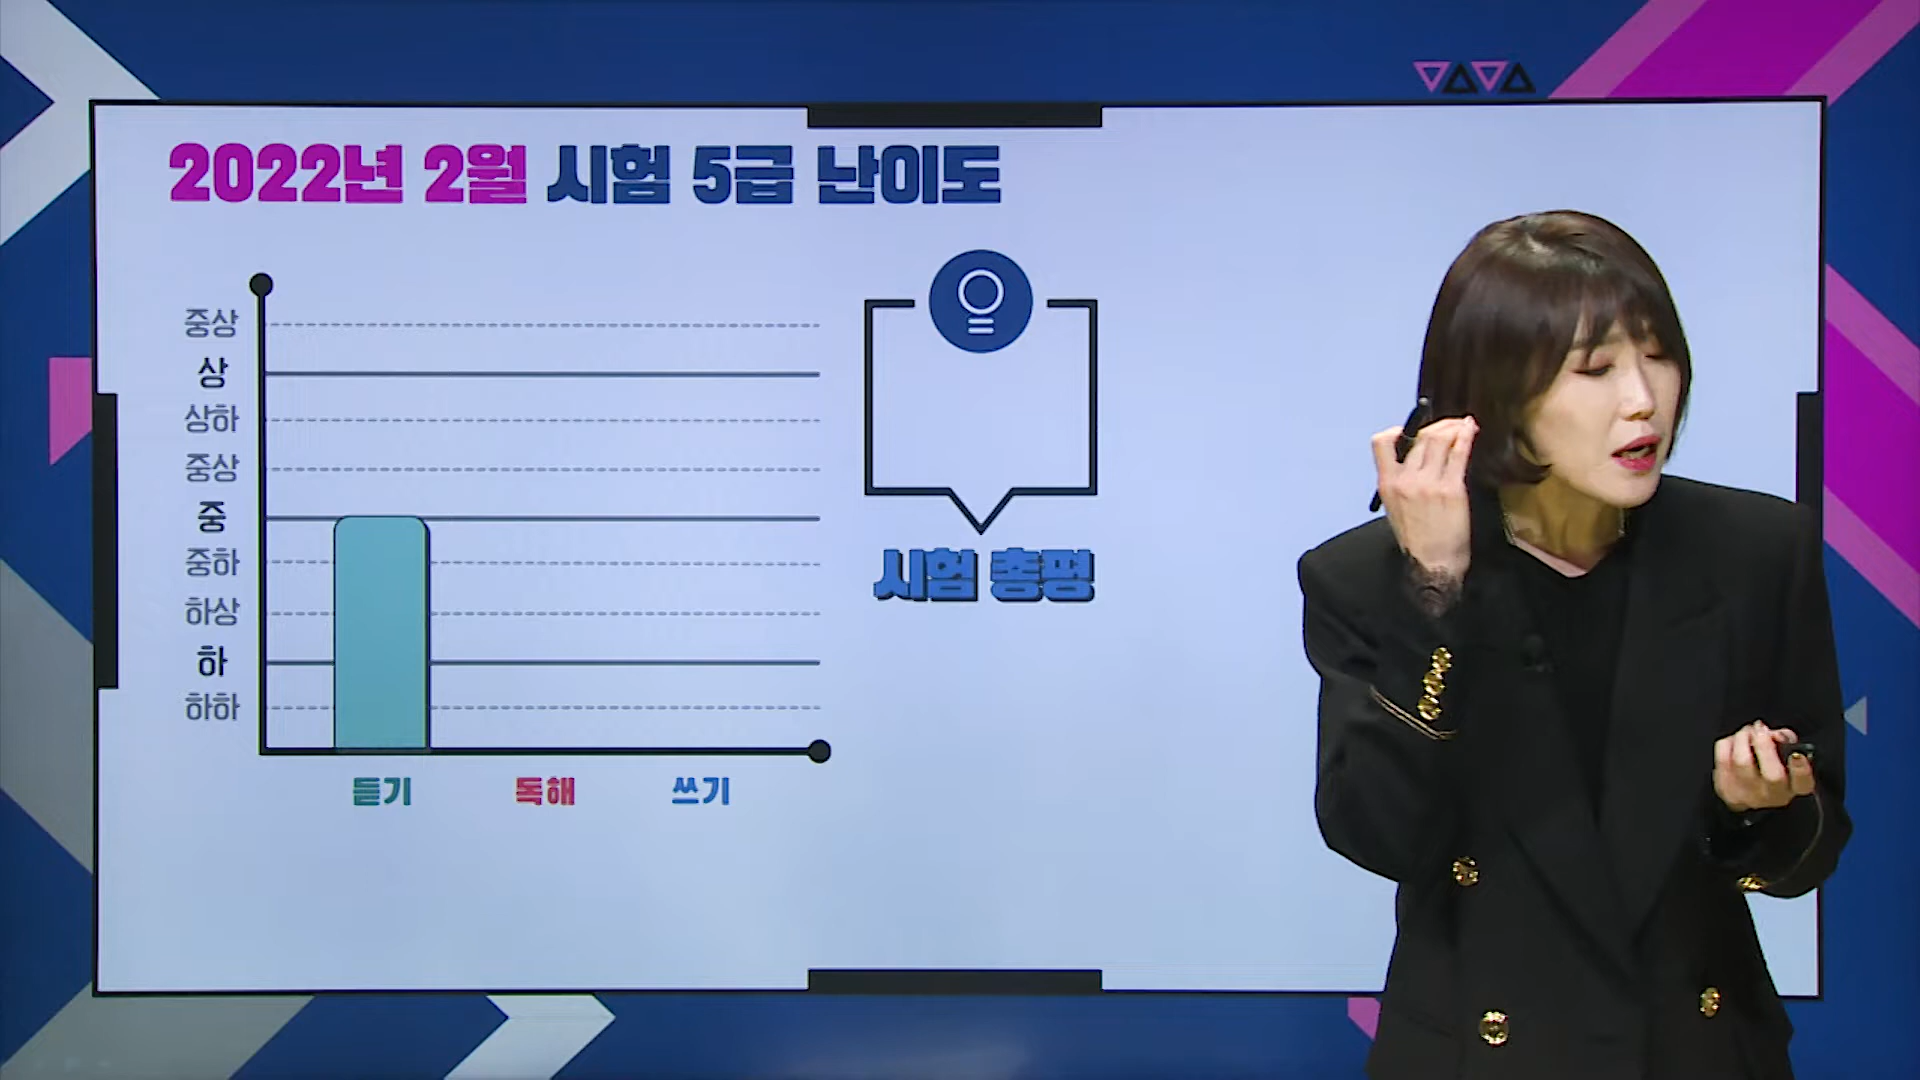 2022년 2월 시험 5급 난이도
중상
상
상하
중상
중
중하
하상
하
하하
듣기
독해
쓰기
시험 총평